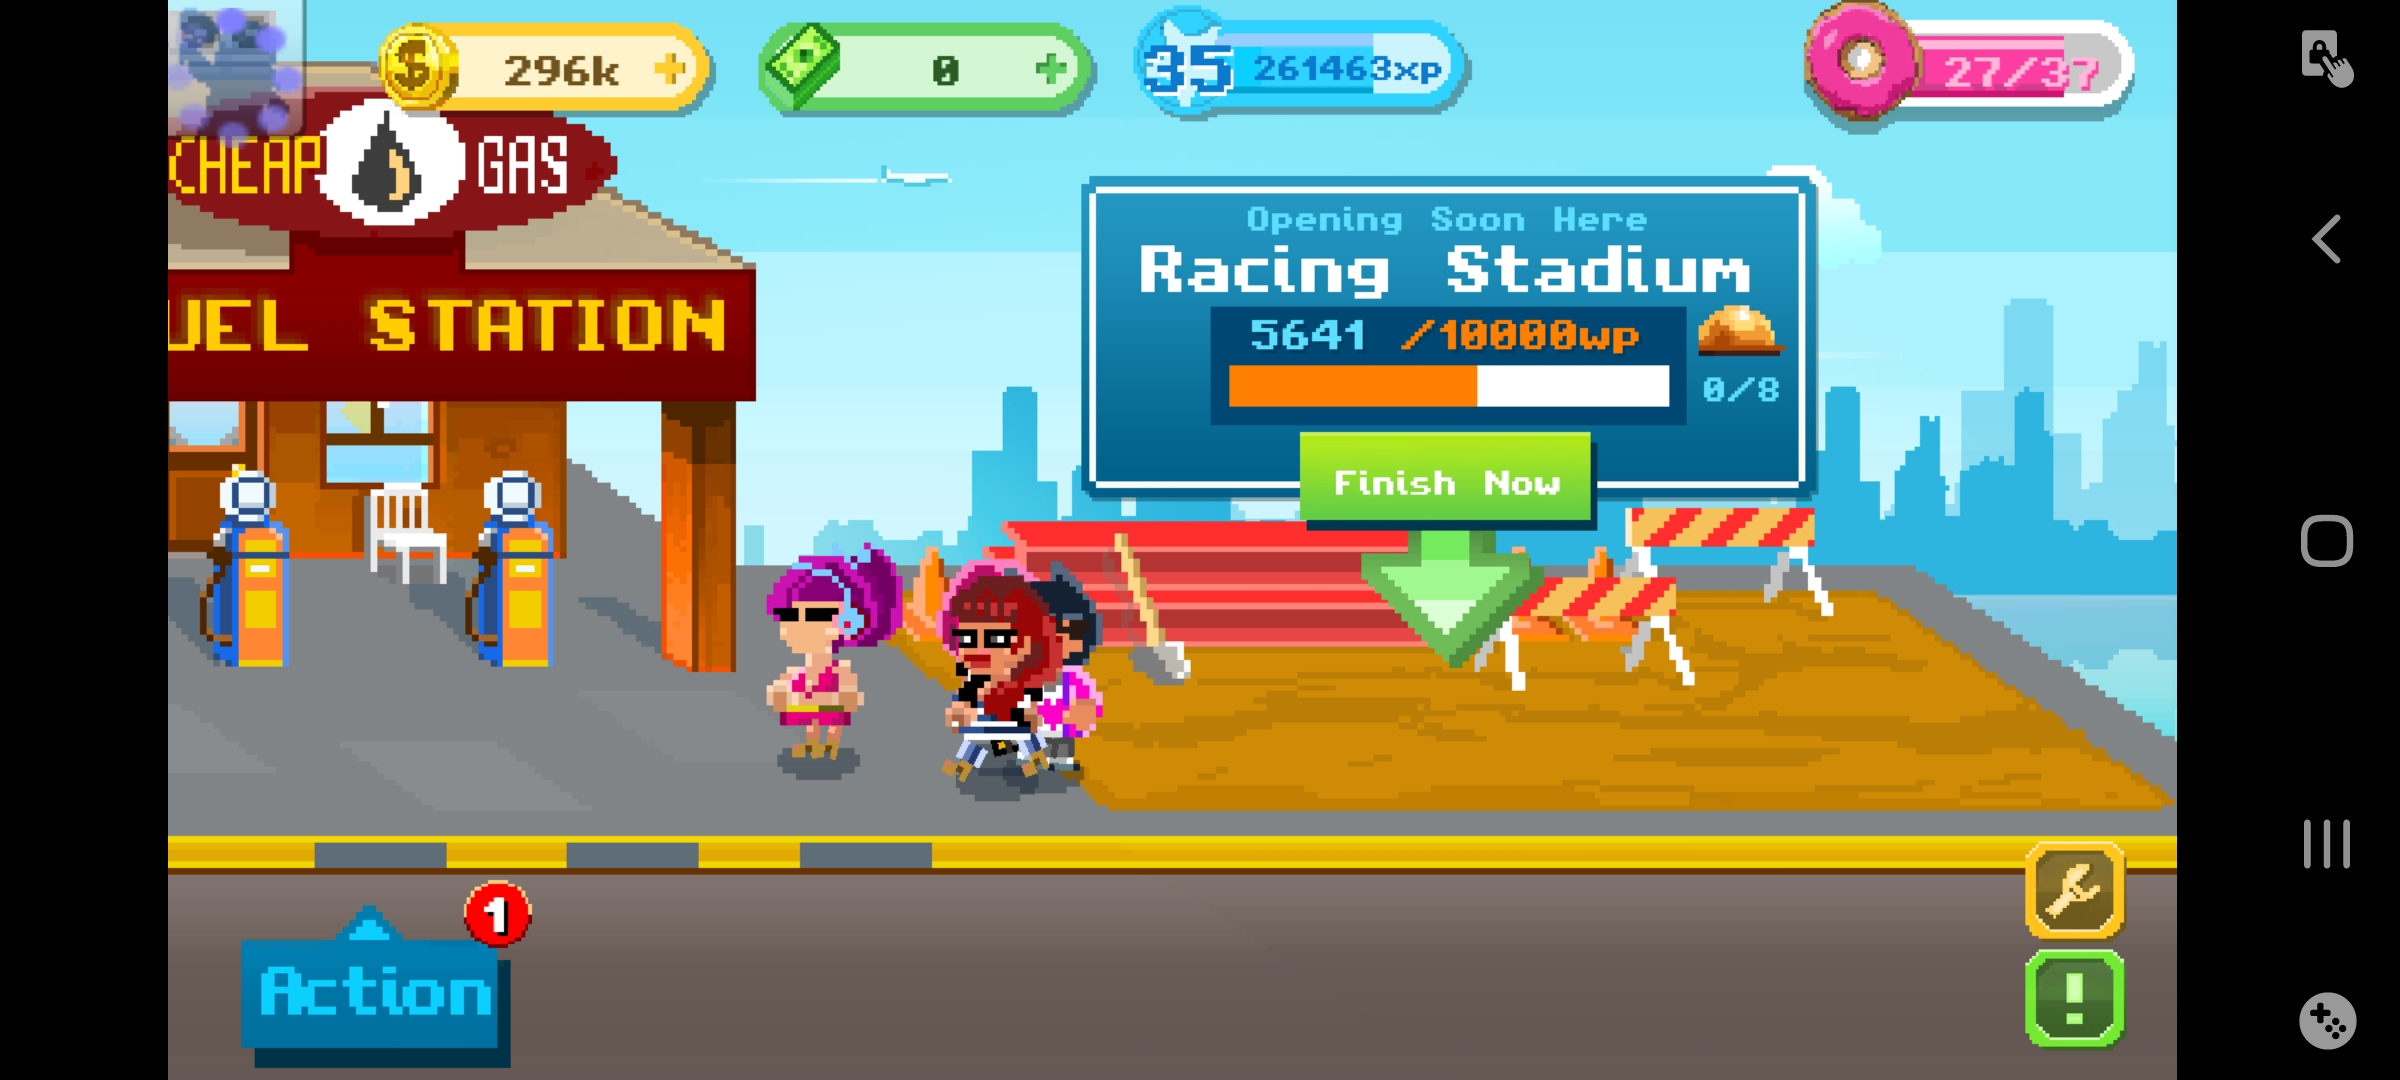 296k
0
35 261463xp
27/37
CHEAP GAS
UEL STATION
Opening Soon Here
Racing Stadium
5641 /10000wp
0/8
Finish Now
1
Action
!